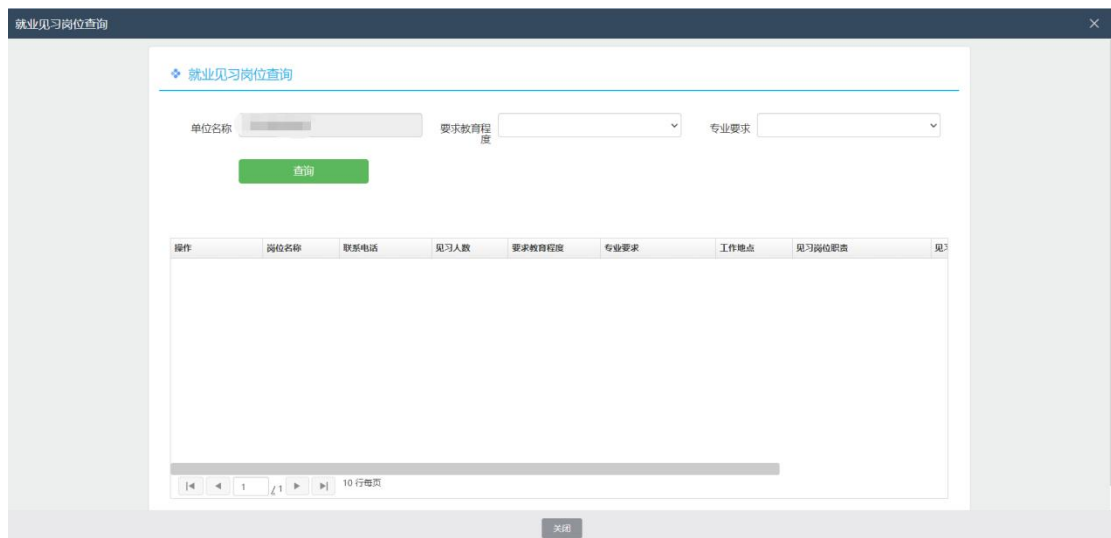 就业见习岗位查询
就业见习岗位查询
单位名称 要求教育程度 专业要求
查询
操作 岗位名称 联系电话 见习人数 要求教育程度 专业要求 工作地点 见习岗位职责 见习
1 / 1 10 行每页
关闭